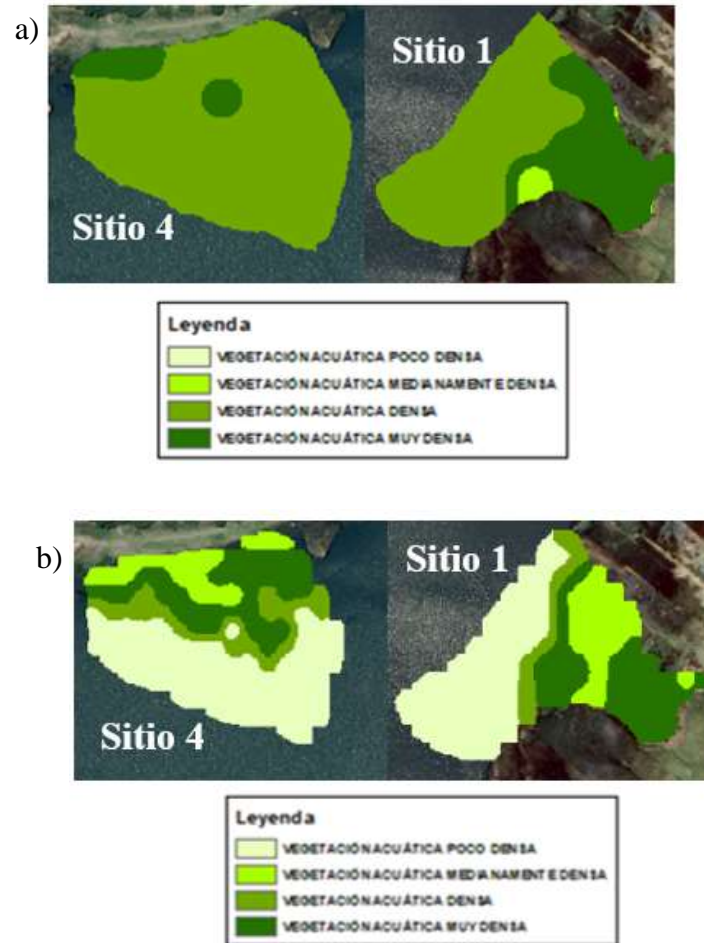 a)
Sitio 1
Sitio 4
Leyenda
VEGETACIÓN ACUÁTICA POCO DENSA
VEGETACIÓN ACUÁTICA MEDIANAMENTE DENSA
VEGETACIÓN ACUÁTICA DENSA
VEGETACIÓN ACUÁTICA MUY DENSA
b)
Sitio 1
Sitio 4
Leyenda
VEGETACIÓN ACUÁTICA POCO DENSA
VEGETACIÓN ACUÁTICA MEDIANAMENTE DENSA
VEGETACIÓN ACUÁTICA DENSA
VEGETACIÓN ACUÁTICA MUY DENSA